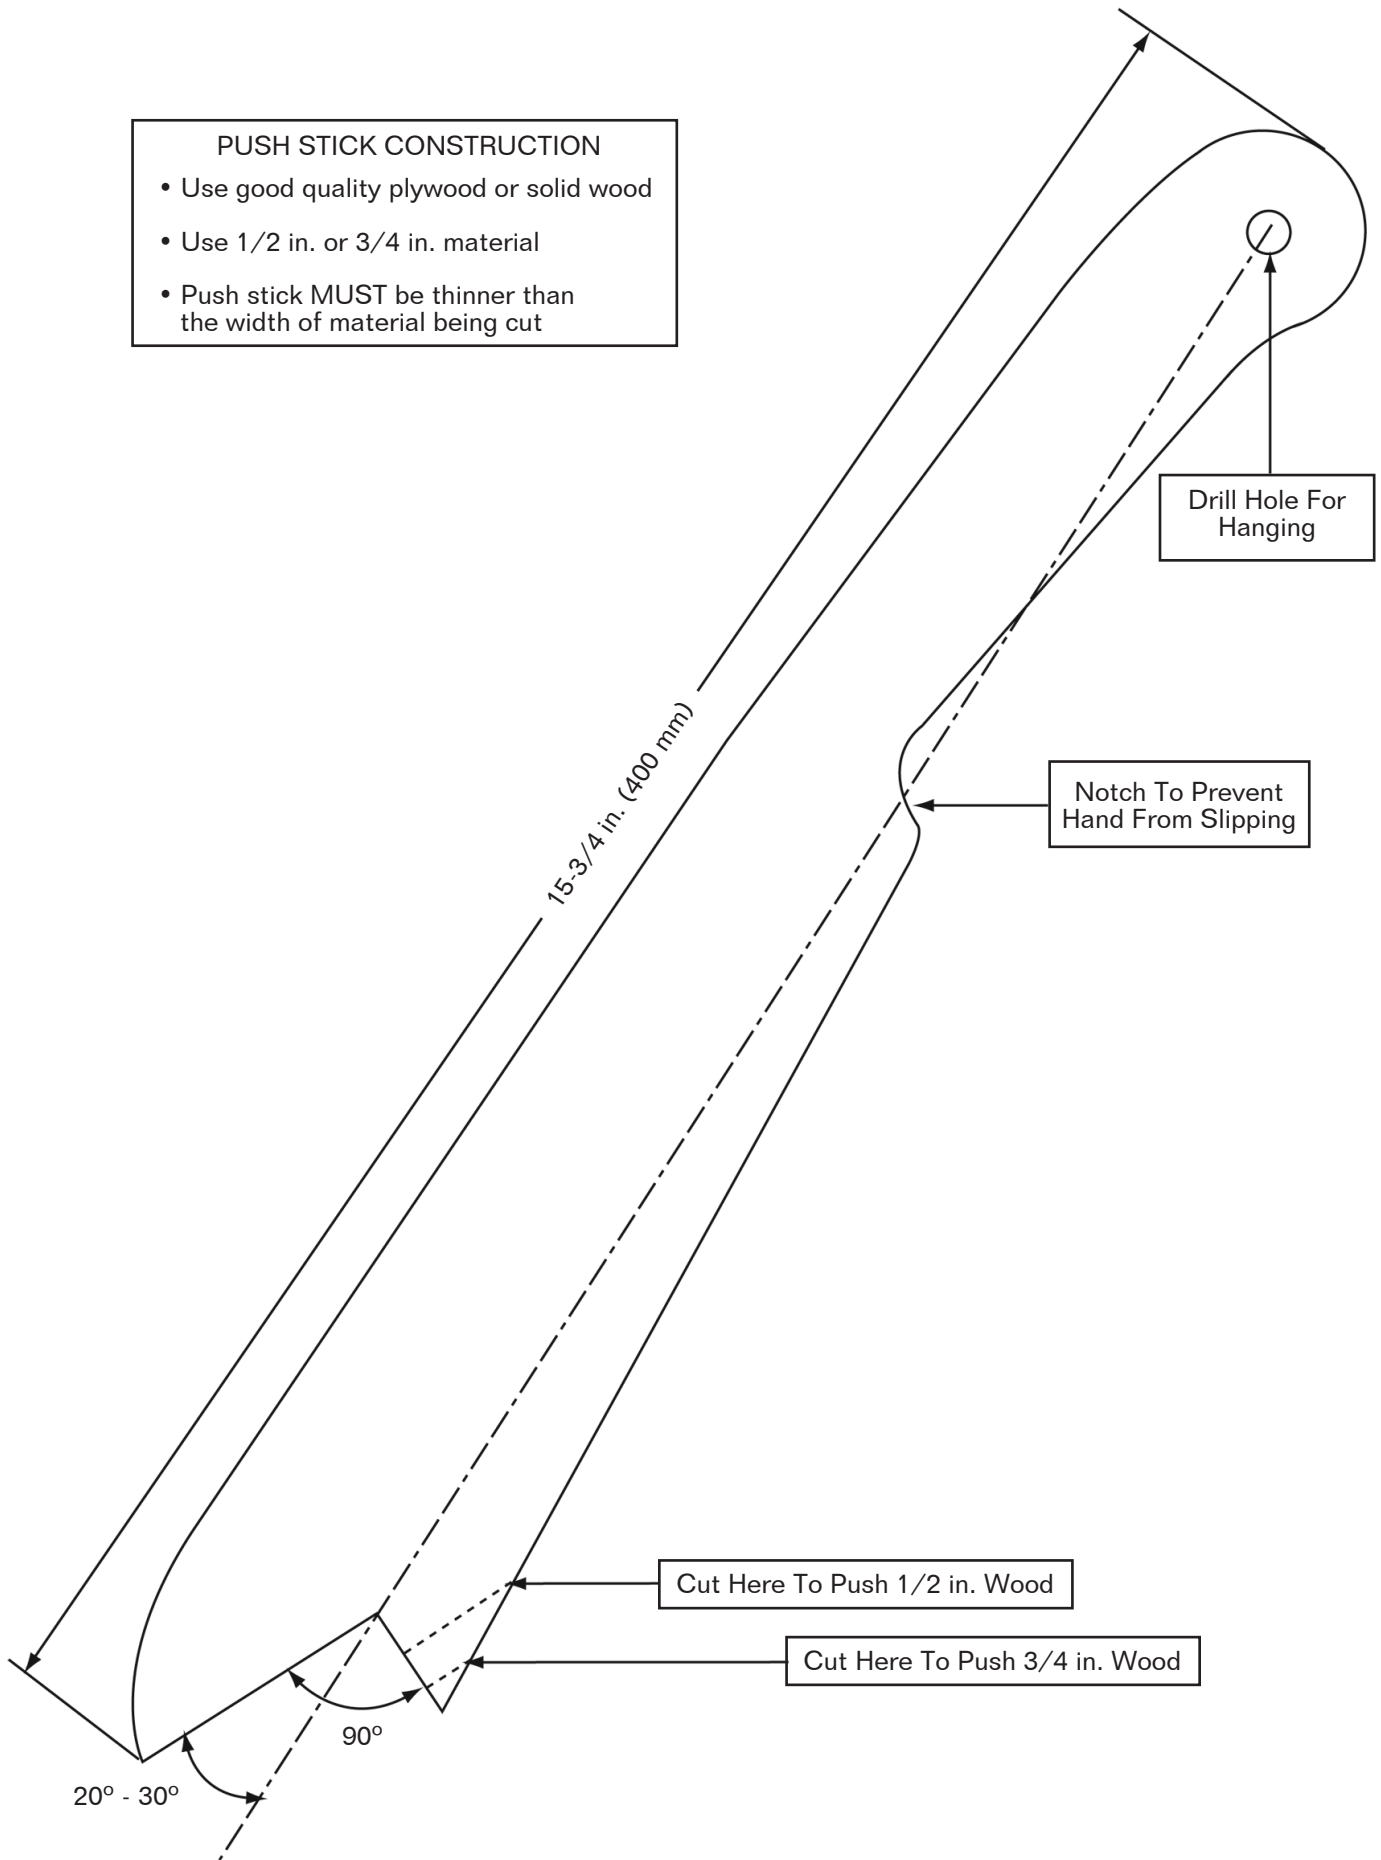 PUSH STICK CONSTRUCTION
• Use good quality plywood or solid wood
• Use 1/2 in. or 3/4 in. material
• Push stick MUST be thinner than
the width of material being cut
Drill Hole For
Hanging
15-3/4 in. (400 mm)
Notch To Prevent
Hand From Slipping
Cut Here To Push 1/2 in. Wood
Cut Here To Push 3/4 in. Wood
90º
20º - 30º